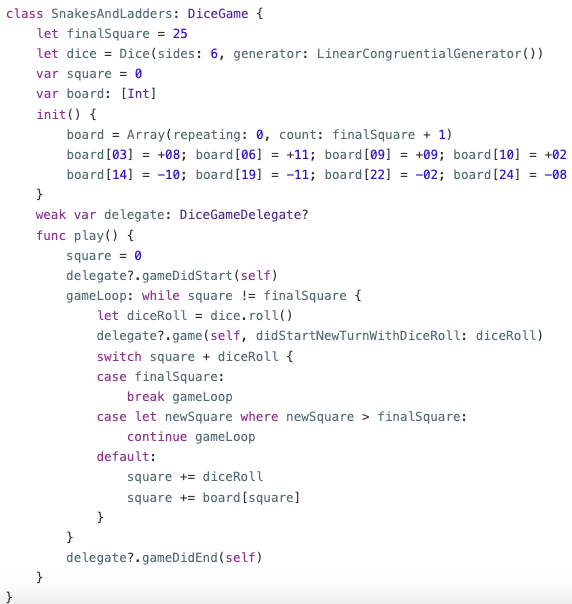 class SnakesAndLadders: DiceGame {
    let finalSquare = 25
    let dice = Dice(sides: 6, generator: LinearCongruentialGenerator())
    var square = 0
    var board: [Int]
    init() {
        board = Array(repeating: 0, count: finalSquare + 1)
        board[03] = +08; board[06] = +11; board[09] = +09; board[10] = +02
        board[14] = -10; board[19] = -11; board[22] = -02; board[24] = -08
    }
    weak var delegate: DiceGameDelegate?
    func play() {
        square = 0
        delegate?.gameDidStart(self)
        gameLoop: while square != finalSquare {
            let diceRoll = dice.roll()
            delegate?.game(self, didStartNewTurnWithDiceRoll: diceRoll)
            switch square + diceRoll {
            case finalSquare:
                break gameLoop
            case let newSquare where newSquare > finalSquare:
                continue gameLoop
            default:
                square += diceRoll
                square += board[square]
            }
        }
        delegate?.gameDidEnd(self)
    }
}